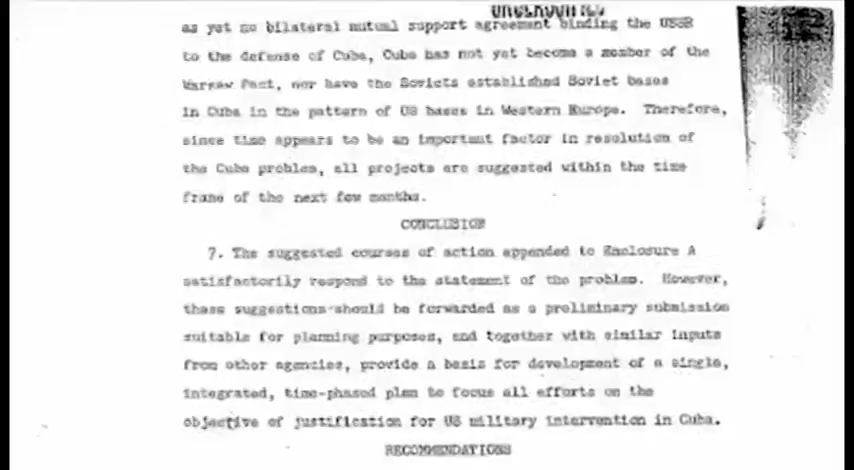 UNCLASSIFIED
as yet no bilateral mutual support agreement binding the USSR
to the defense of Cuba, Cuba has not yet become a member of the
Warsaw Pact, nor have the Soviets established Soviet bases
in Cuba in the pattern of US bases in Western Europe. Therefore,
since time appears to be an important factor in resolution of
the Cuba problem, all projects are suggested within the time
frame of the next few months.
CONCLUSION
7. The suggested courses of action appended to Enclosure A
satisfactorily respond to the statement of the problem. However,
these suggestions should be forwarded as a preliminary submission
suitable for planning purposes, and together with similar inputs
from other agencies, provide a basis for development of a single,
integrated, time-phased plan to focus all efforts on the
objective of justification for US military intervention in Cuba.
RECOMMENDATIONS